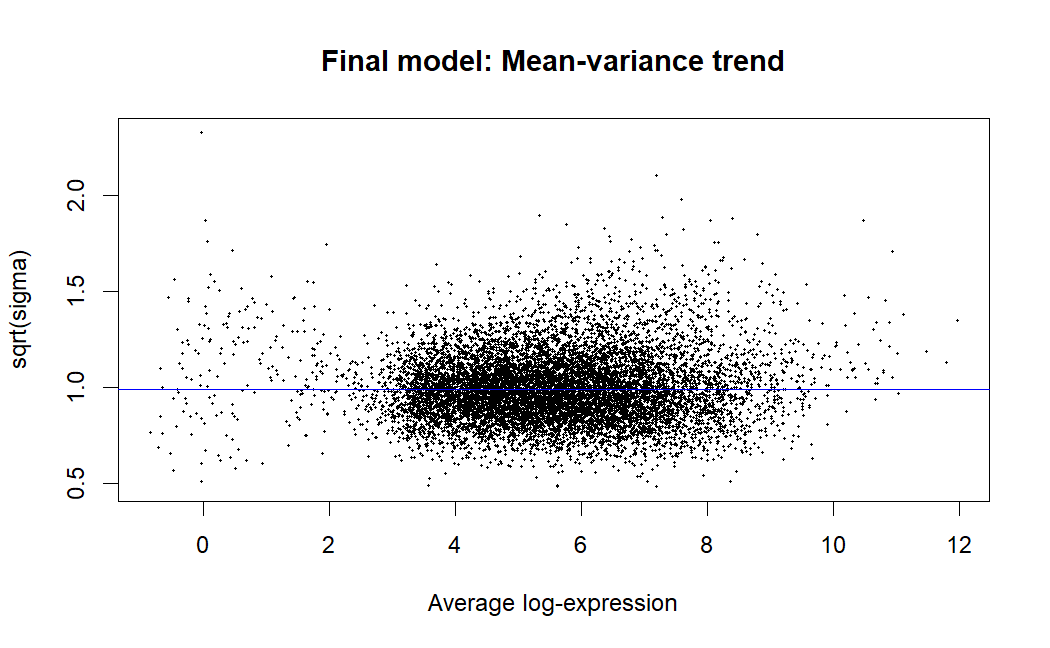 Final model: Mean-variance trend
sqrt(sigma)
2.0
1.5
1.0
0.5
0 2 4 6 8 10 12
Average log-expression